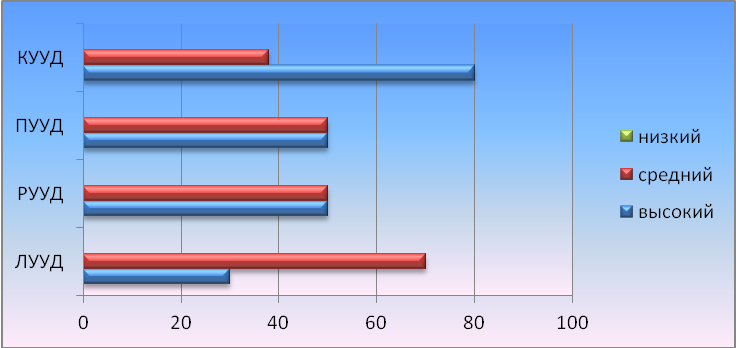 КУУД
ПУУД
РУУД
ЛУУД
0 20 40 60 80 100
низкий
средний
высокий